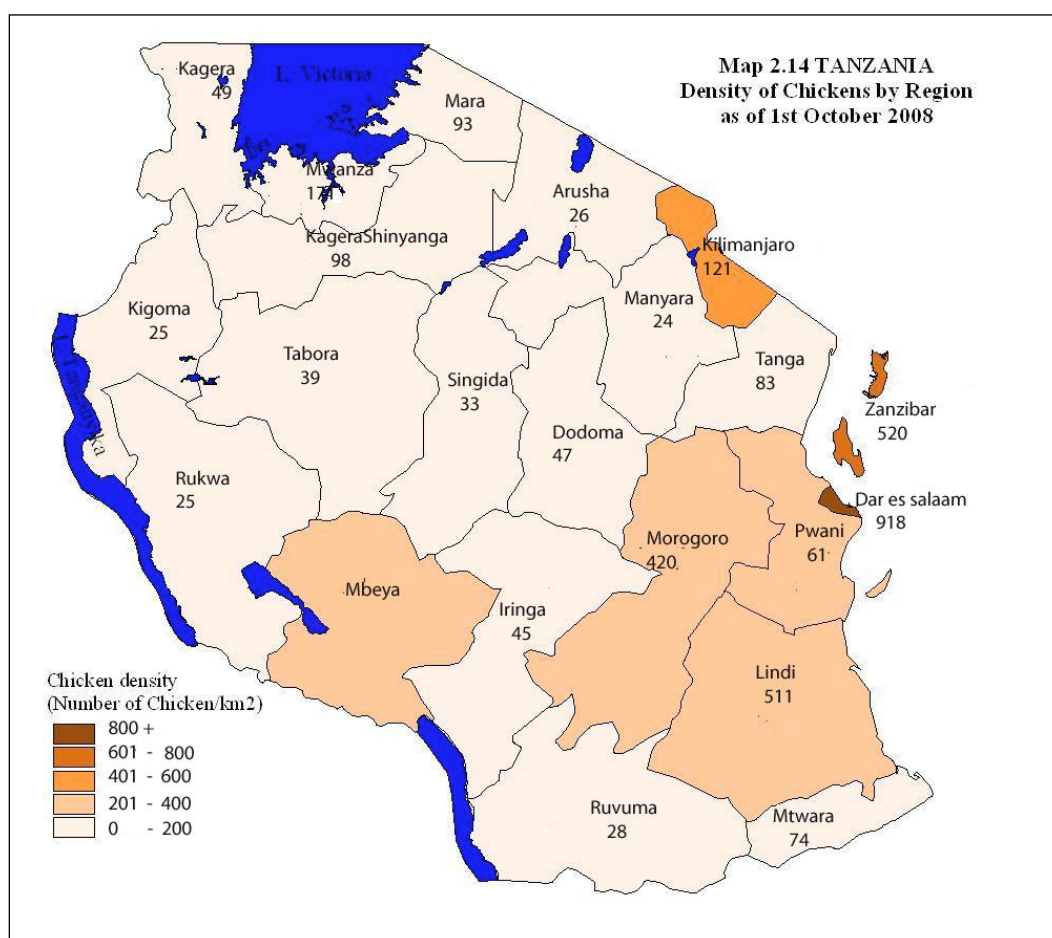 Map 2.14 TANZANIA
Density of Chickens by Region
as of 1st October 2008
Kagera
49
L. Victoria
Mara
93
Mwanza
171
Arusha
26
KageraShinyanga
98
Kilimanjaro
121
Kigoma
25
Manyara
24
Tabora
39
Singida
33
Tanga
83
Zanzibar
520
Dodoma
47
Rukwa
25
Dar es salaam
918
Morogoro
420
Pwani
61
Mbeya
Iringa
45
Lindi
511
Ruvuma
28
Mtwara
74
Chicken density
(Number of Chicken/km2)
800 +
601 - 800
401 - 600
201 - 400
0 - 200